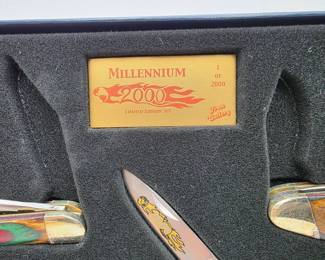 MILLENNIUM
1
OF
2000
2000
LIMITED EDITION SET